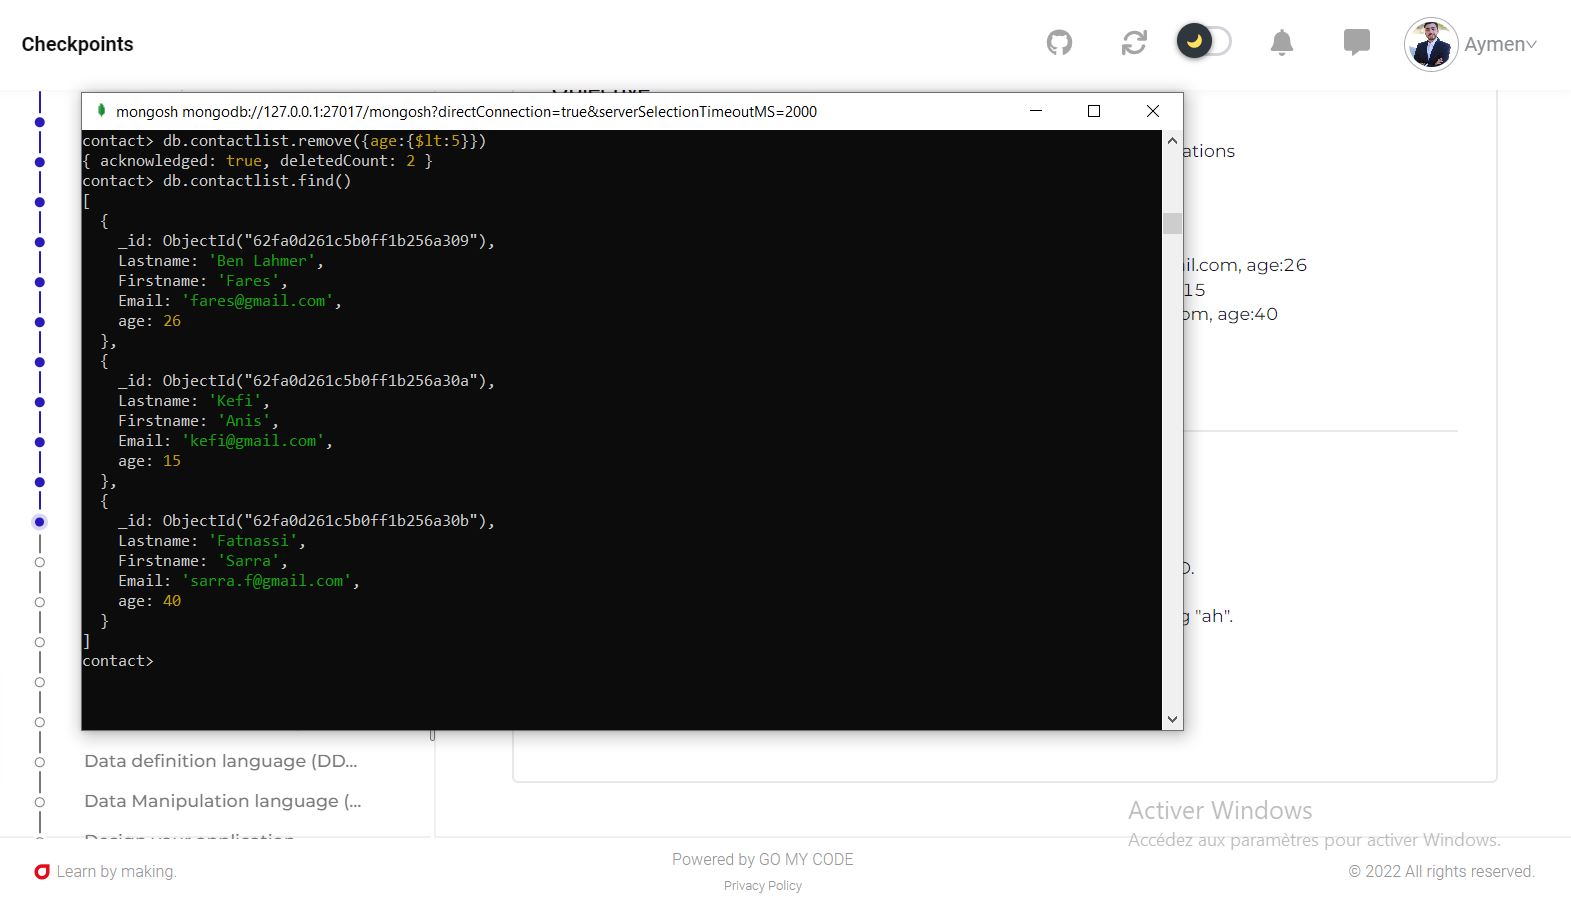 Checkpoints
Aymen
mongosh mongodb://127.0.0.1:27017/mongosh?directConnection=true&serverSelectionTimeoutMS=2000
contact> db.contactlist.remove({age:{$lt:5}})
{ acknowledged: true, deletedCount: 2 }
contact> db.contactlist.find()
[
{
_id: ObjectId("62fa0d261c5b0ff1b256a309"),
Lastname: 'Ben Lahmer',
Firstname: 'Fares',
Email: 'fares@gmail.com',
age: 26
},
{
_id: ObjectId("62fa0d261c5b0ff1b256a30a"),
Lastname: 'Kefi',
Firstname: 'Anis',
Email: 'kefi@gmail.com',
age: 15
},
{
_id: ObjectId("62fa0d261c5b0ff1b256a30b"),
Lastname: 'Fatnassi',
Firstname: 'Sarra',
Email: 'sarra.f@gmail.com',
age: 40
}
]
contact>
ations
il.com, age:26
15
om, age:40
"ah".
Data definition language (DD...
Data Manipulation language (...
Activer Windows
Accédez aux paramètres pour activer Windows.
Learn by making.
Powered by GO MY CODE
Privacy Policy
© 2022 All rights reserved.